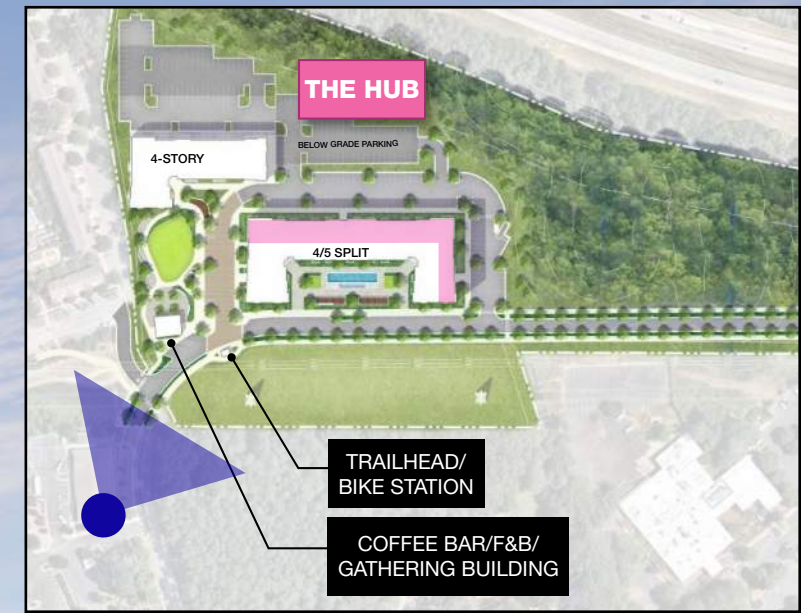 THE HUB
BELOW GRADE PARKING
4-STORY
4/5 SPLIT
TRAILHEAD/
BIKE STATION
COFFEE BAR/F&B/
GATHERING BUILDING